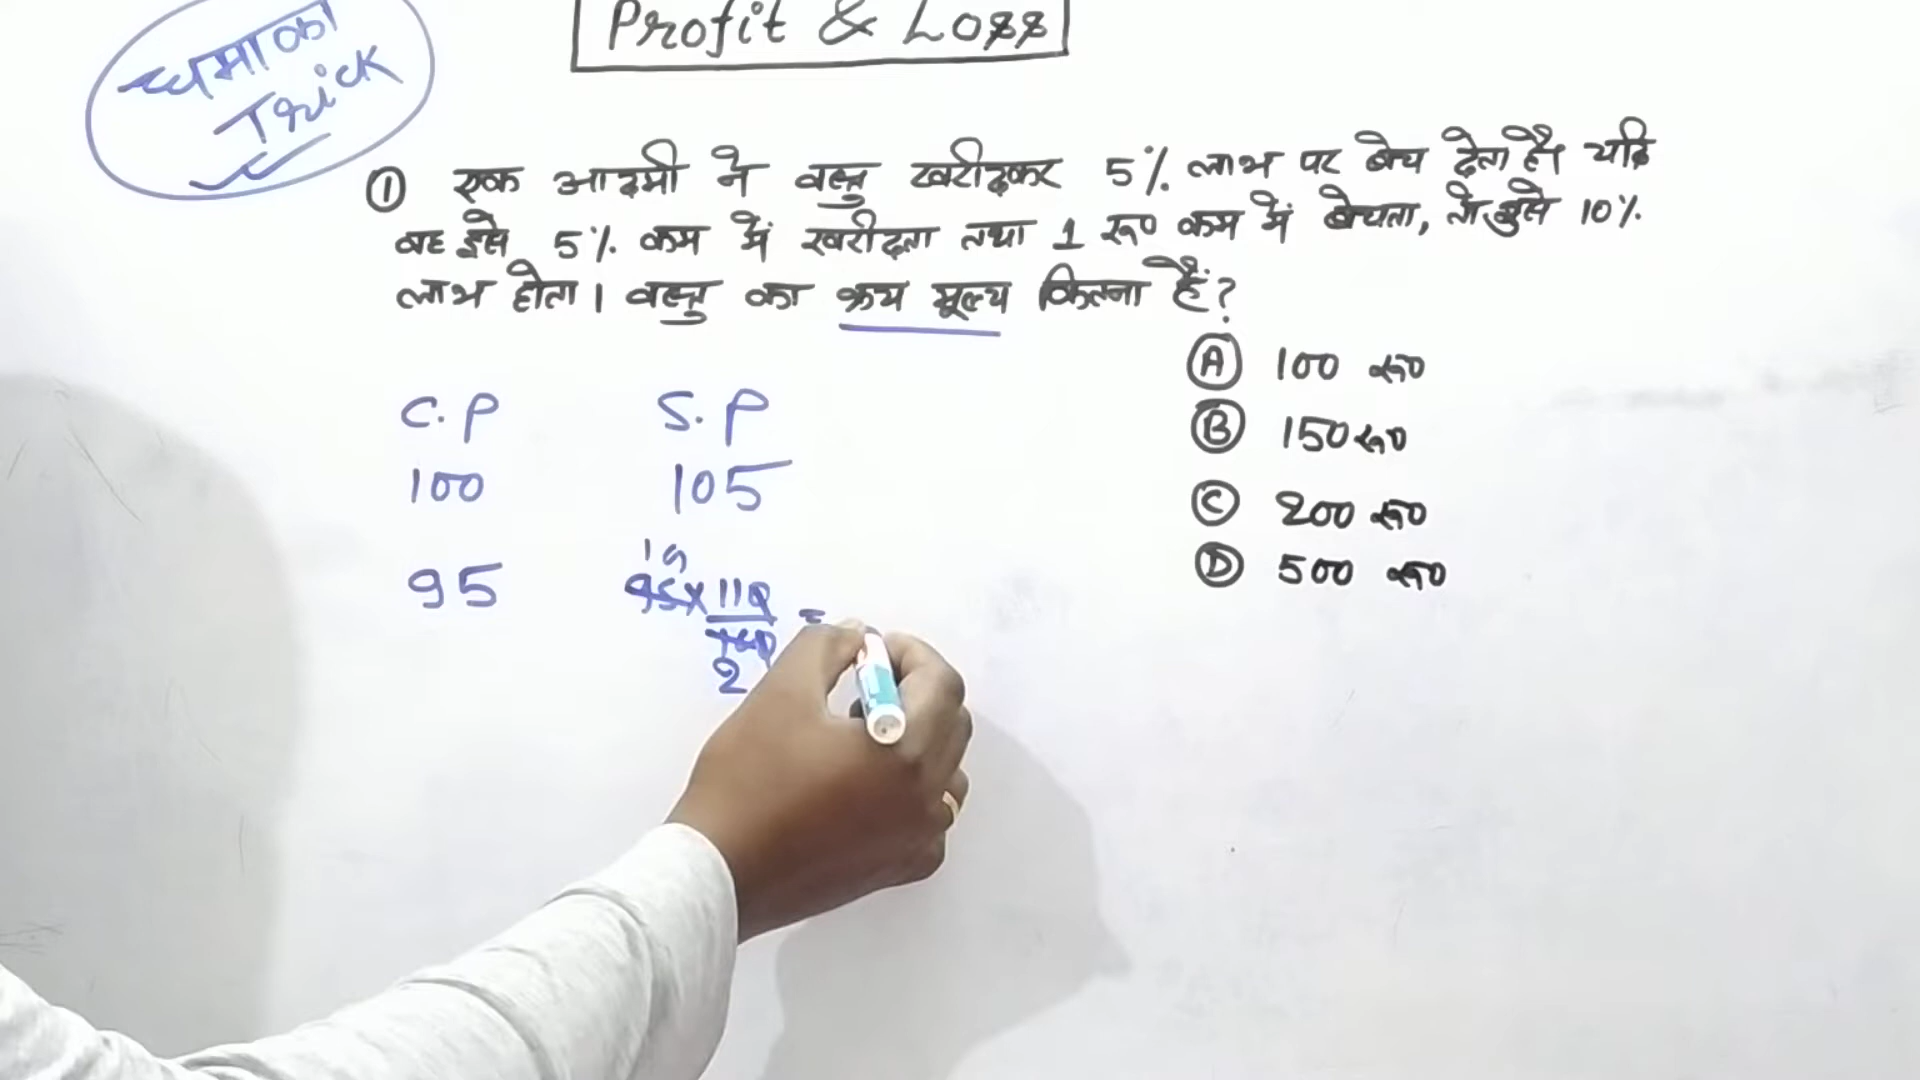 Profit & Loss
धमाका
Trick
① एक आदमी ने वस्तु खरीदकर 5% लाभ पर बेच देता है। यदि
वह इसे 5% कम में खरीदता तथा 1 रू० कम में बेचता, तो उसे 10%
लाभ होता। वस्तु का क्रय मूल्य कितना है?
Ⓐ 100 रू०
Ⓑ 150 रू०
Ⓒ 200 रू०
Ⓓ 500 रू०
C.P S.P
100 105
19
95 95 × 110 =
100
2